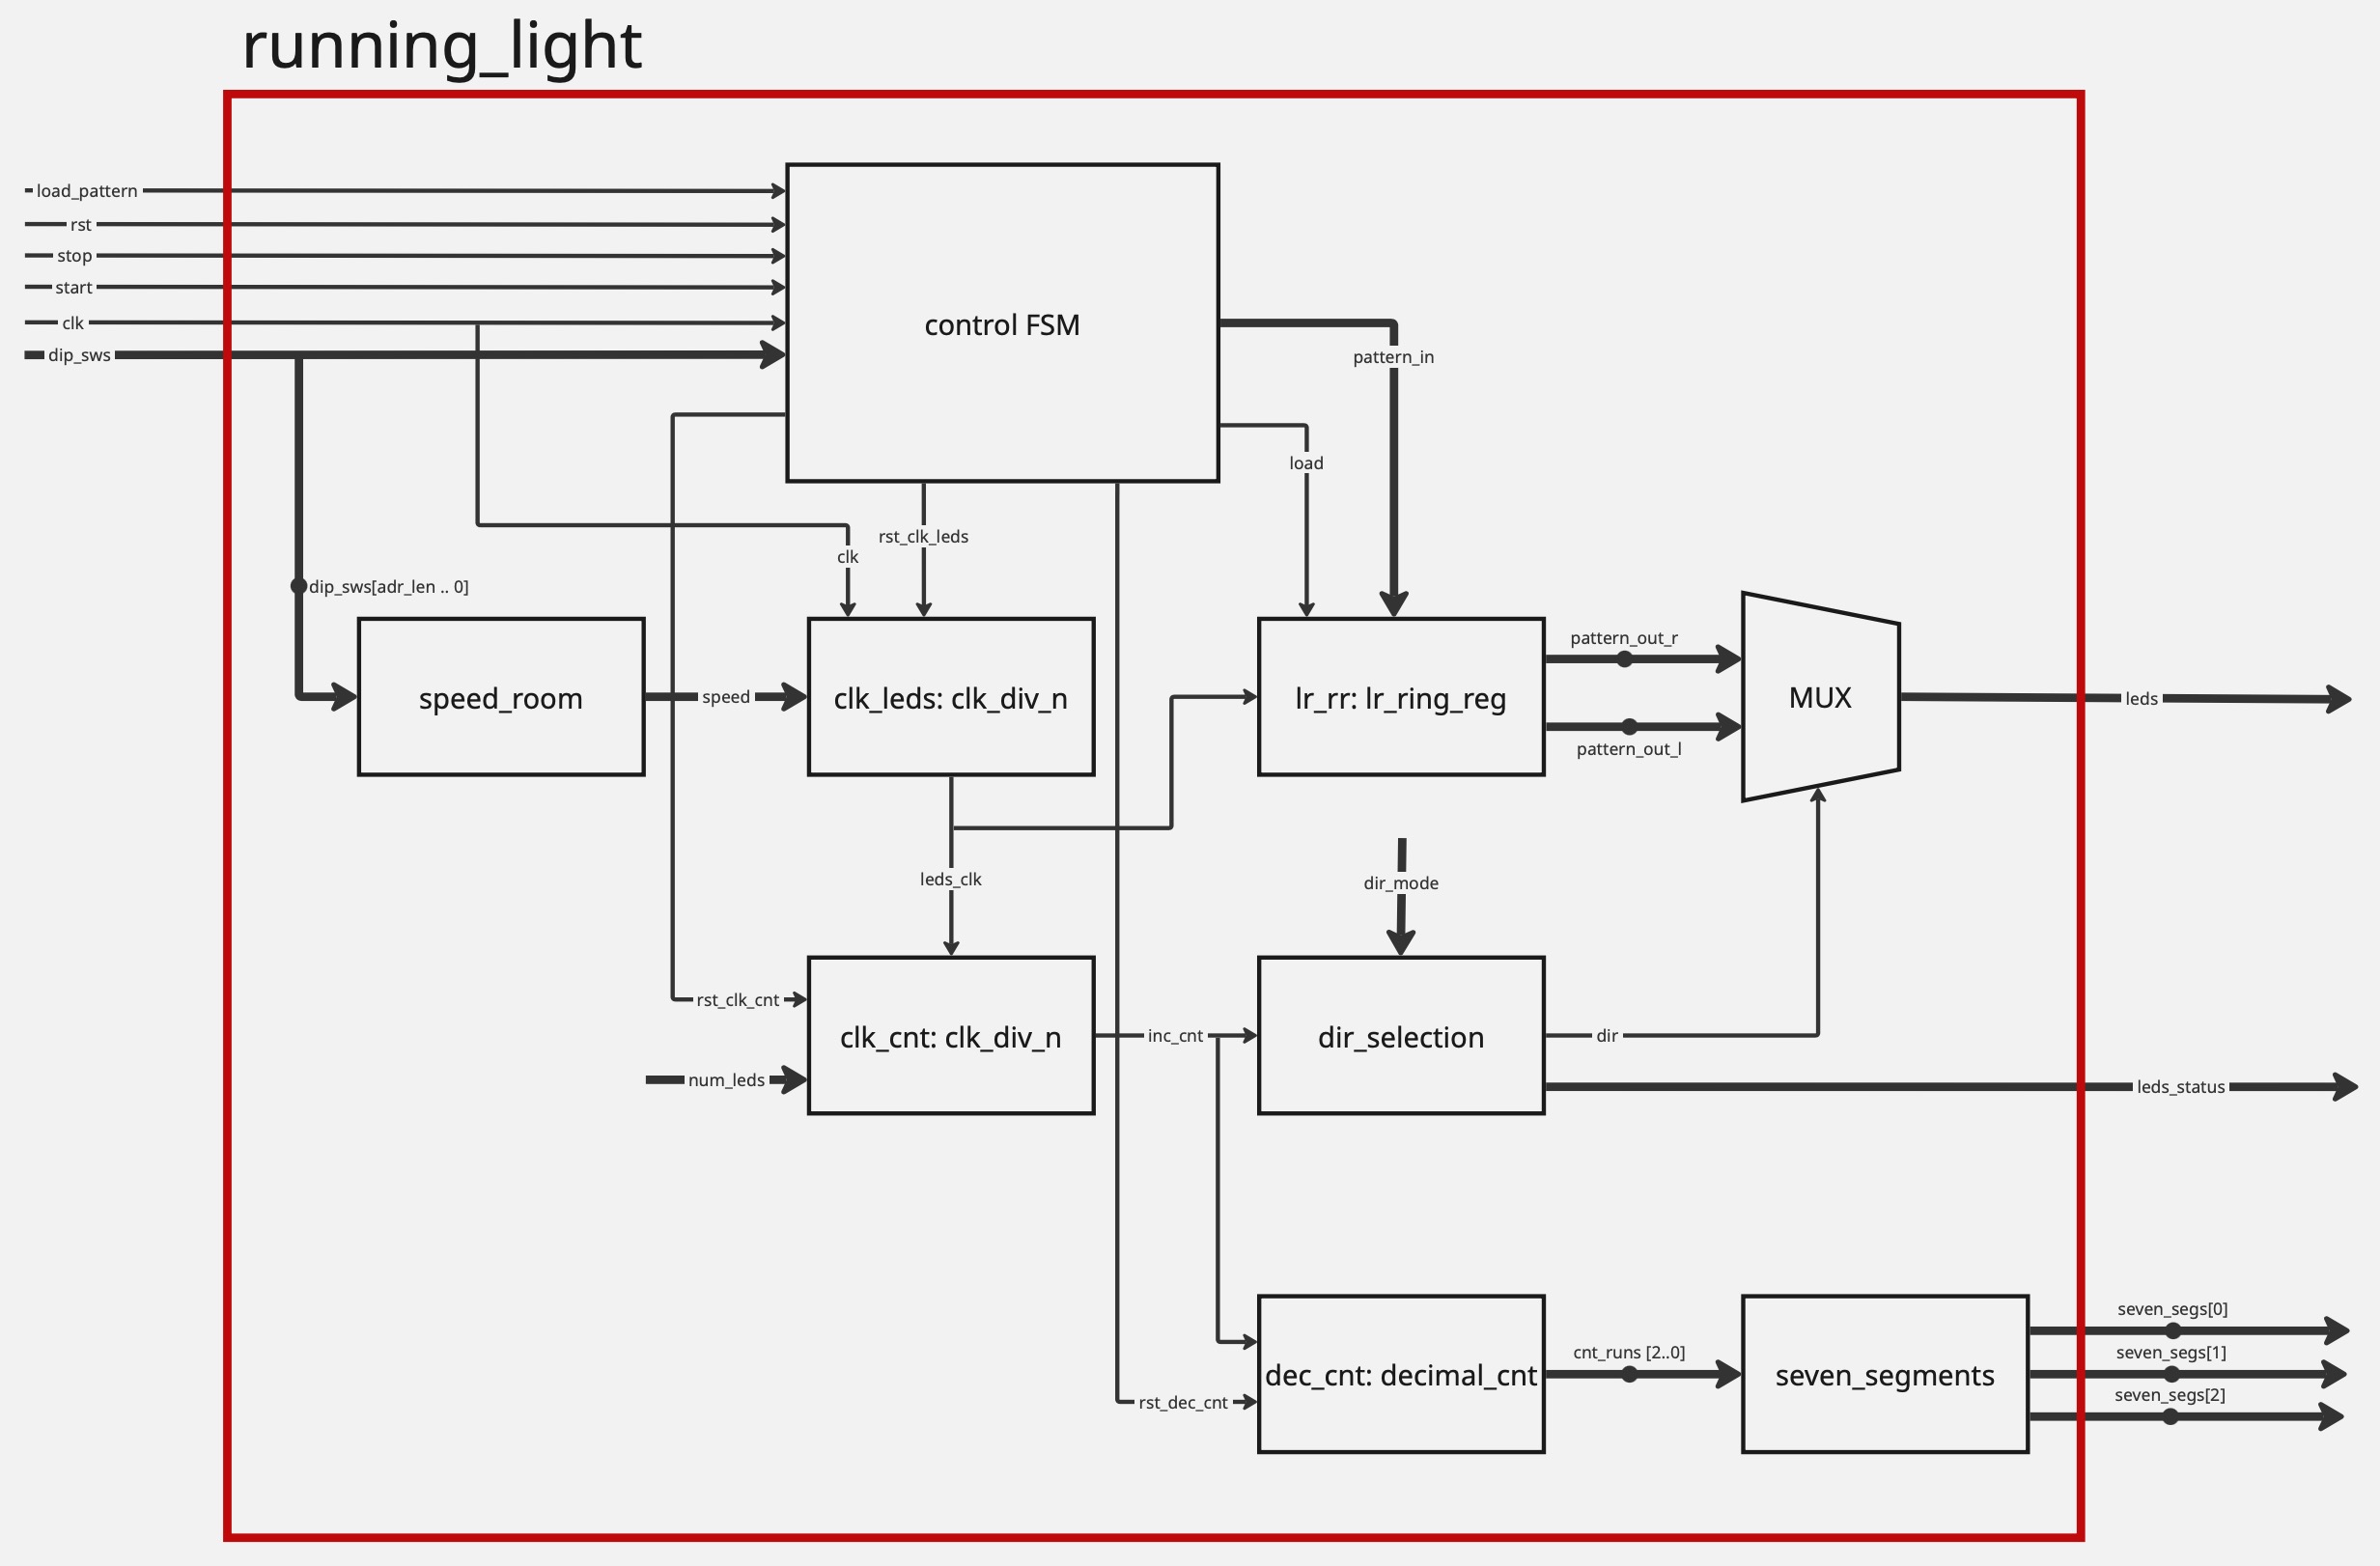 running_light
load_pattern
rst
stop
start
clk
dip_sws
control FSM
pattern_in
load
rst_clk_leds
clk
dip_sws[adr_len .. 0]
speed_room
speed
clk_leds: clk_div_n
lr_rr: lr_ring_reg
pattern_out_r
pattern_out_l
MUX
leds
leds_clk
dir_mode
rst_clk_cnt
num_leds
clk_cnt: clk_div_n
inc_cnt
dir_selection
dir
leds_status
rst_dec_cnt
dec_cnt: decimal_cnt
cnt_runs [2..0]
seven_segments
seven_segs[0]
seven_segs[1]
seven_segs[2]